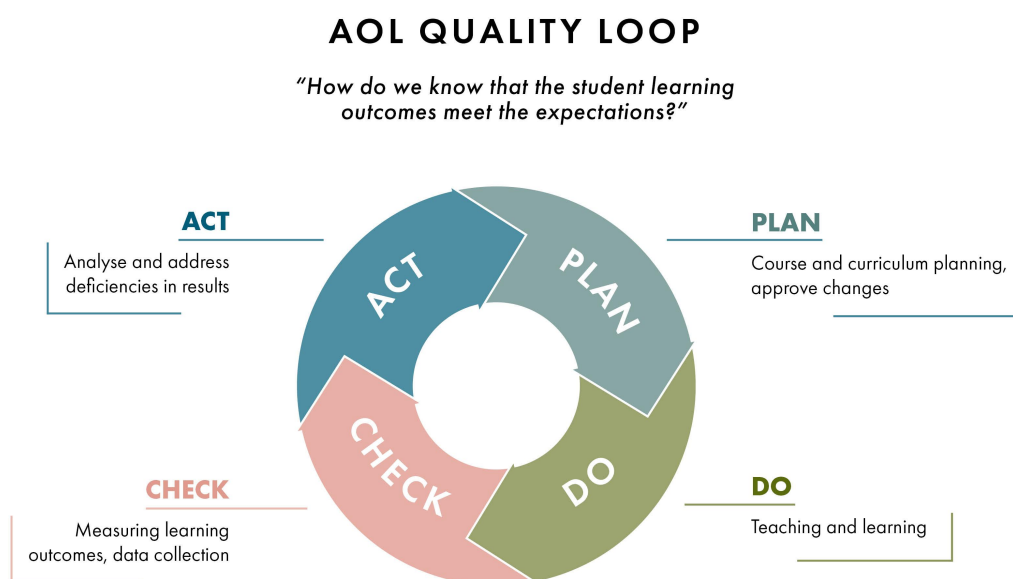 AOL QUALITY LOOP
“How do we know that the student learning
outcomes meet the expectations?”
ACT
Analyse and address
deficiencies in results
PLAN
Course and curriculum planning,
approve changes
ACT
PLAN
CHECK
DO
CHECK
Measuring learning
outcomes, data collection
DO
Teaching and learning